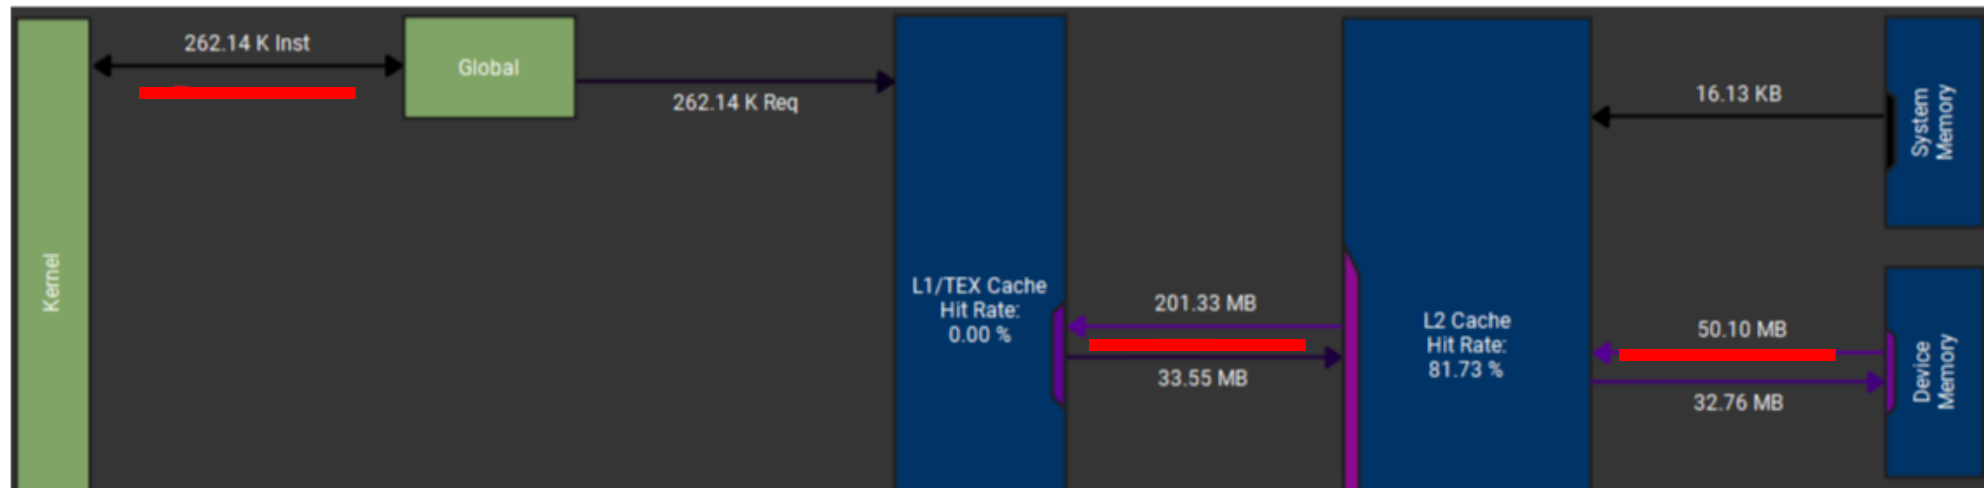 262.14 K Inst
Global
262.14 K Req
16.13 KB
System
Memory
Kernel
L1/TEX Cache
Hit Rate:
0.00 %
201.33 MB
33.55 MB
L2 Cache
Hit Rate:
81.73 %
50.10 MB
32.76 MB
Device
Memory